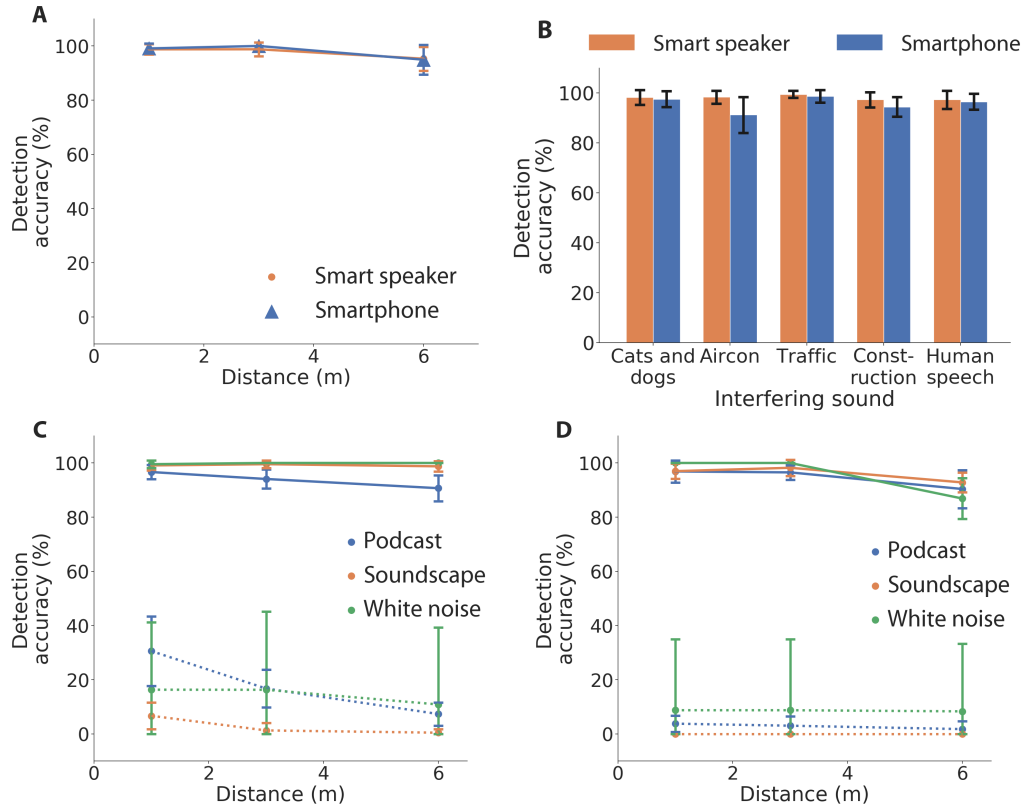 A
100
80
60
40
20
0
Detection
accuracy (%)
Smart speaker
Smartphone
0 2 4 6
Distance (m)
B
Smart speaker Smartphone
100
80
60
40
20
0
Detection
accuracy (%)
Cats and Aircon Traffic Const- Human
dogs ruction speech
Interfering sound
C
100
80
60
40
20
0
Detection
accuracy (%)
Podcast
Soundscape
White noise
0 2 4 6
Distance (m)
D
100
80
60
40
20
0
Detection
accuracy (%)
Podcast
Soundscape
White noise
0 2 4 6
Distance (m)